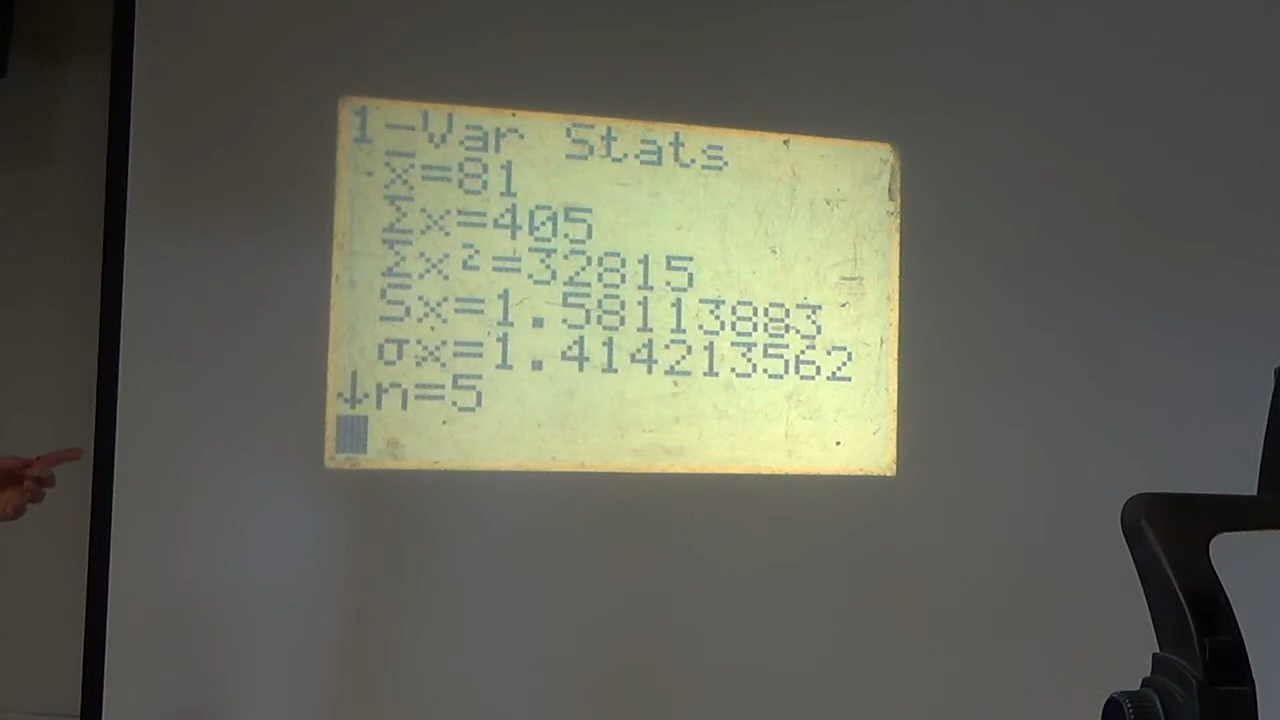 1-Var Stats
x̄=81
Σx=405
Σx²=32815
Sx=1.58113883
σx=1.414213562
↓n=5